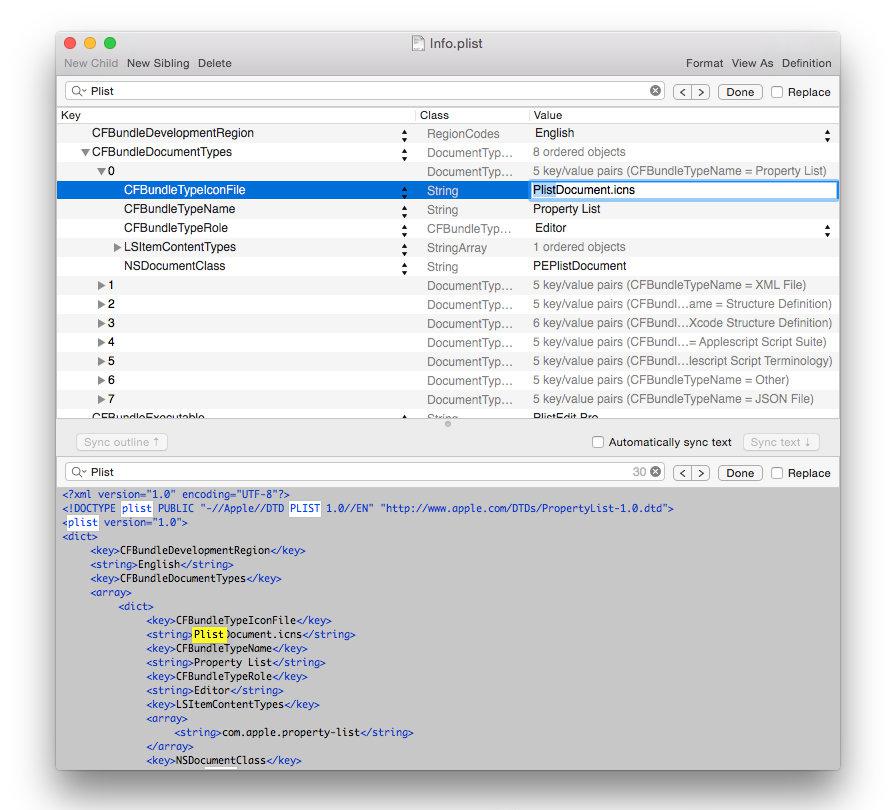 Info.plist
New Child New Sibling Delete Format View As Definition
Plist < > Done Replace
Key Class Value
CFBundleDevelopmentRegion RegionCodes English
CFBundleDocumentTypes DocumentTyp... 8 ordered objects
0 DocumentTyp... 5 key/value pairs (CFBundleTypeName = Property List)
CFBundleTypeIconFile String PlistDocument.icns
CFBundleTypeName String Property List
CFBundleTypeRole CFBundleTyp... Editor
LSItemContentTypes StringArray 1 ordered objects
NSDocumentClass String PEPlistDocument
1 DocumentTyp... 5 key/value pairs (CFBundleTypeName = XML File)
2 DocumentTyp... 5 key/value pairs (CFBundl...ame = Structure Definition)
3 DocumentTyp... 6 key/value pairs (CFBundl...Xcode Structure Definition)
4 DocumentTyp... 5 key/value pairs (CFBundl...= Applescript Script Suite)
5 DocumentTyp... 5 key/value pairs (CFBundl...lescript Script Terminology)
6 DocumentTyp... 5 key/value pairs (CFBundleTypeName = Other)
7 DocumentTyp... 5 key/value pairs (CFBundleTypeName = JSON File)
CFBundleExecutable String PlistEdit Pro
Sync outline ↑ Automatically sync text Sync text ↓
Plist 30 < > Done Replace
<?xml version="1.0" encoding="UTF-8"?>
<!DOCTYPE plist PUBLIC "-//Apple//DTD PLIST 1.0//EN" "http://www.apple.com/DTDs/PropertyList-1.0.dtd">
<plist version="1.0">
<dict>
<key>CFBundleDevelopmentRegion</key>
<string>English</string>
<key>CFBundleDocumentTypes</key>
<array>
<dict>
<key>CFBundleTypeIconFile</key>
<string>PlistDocument.icns</string>
<key>CFBundleTypeName</key>
<string>Property List</string>
<key>CFBundleTypeRole</key>
<string>Editor</string>
<key>LSItemContentTypes</key>
<array>
<string>com.apple.property-list</string>
</array>
<key>NSDocumentClass</key>